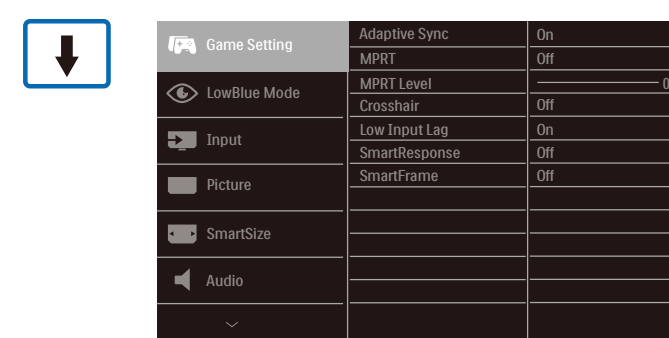 Game Setting
LowBlue Mode
Input
Picture
SmartSize
Audio
Adaptive Sync On
MPRT Off
MPRT Level 0
Crosshair Off
Low Input Lag On
SmartResponse Off
SmartFrame Off